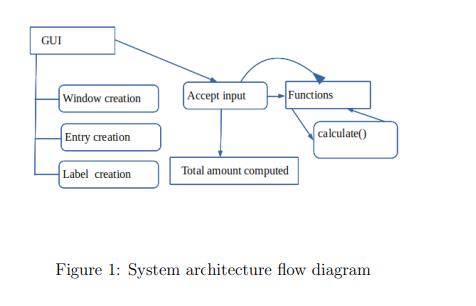 GUI
Window creation
Entry creation
Label creation
Accept input
Functions
calculate()
Total amount computed
Figure 1: System architecture flow diagram